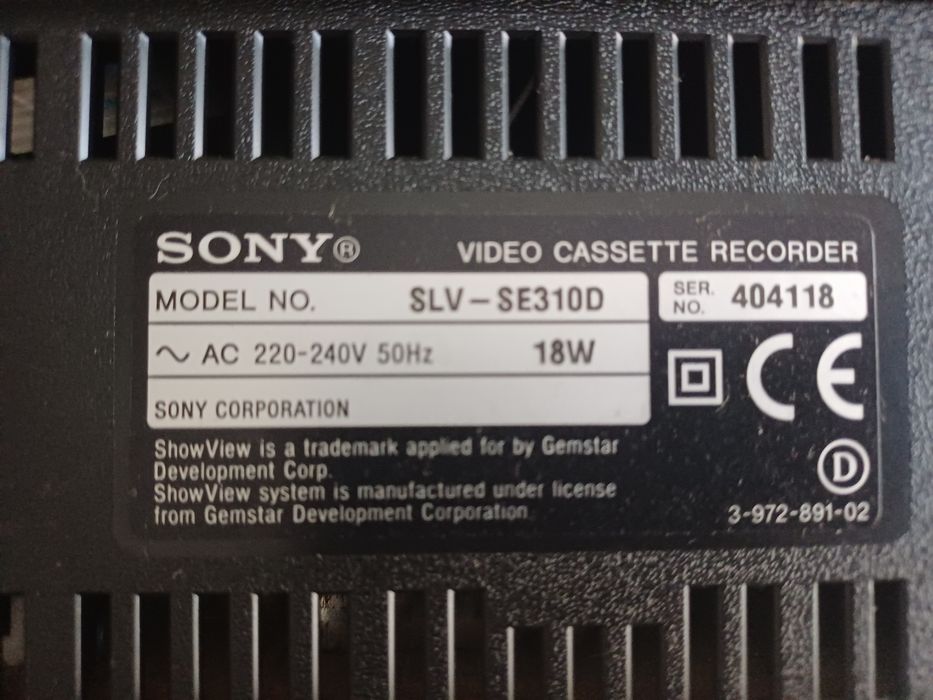 SONY® VIDEO CASSETTE RECORDER
MODEL NO. SLV-SE310D
SER. NO. 404118
~ AC 220-240V 50Hz 18W
SONY CORPORATION
CE
ShowView is a trademark applied for by Gemstar
Development Corp.
ShowView system is manufactured under license
from Gemstar Development Corporation
D
3-972-891-02